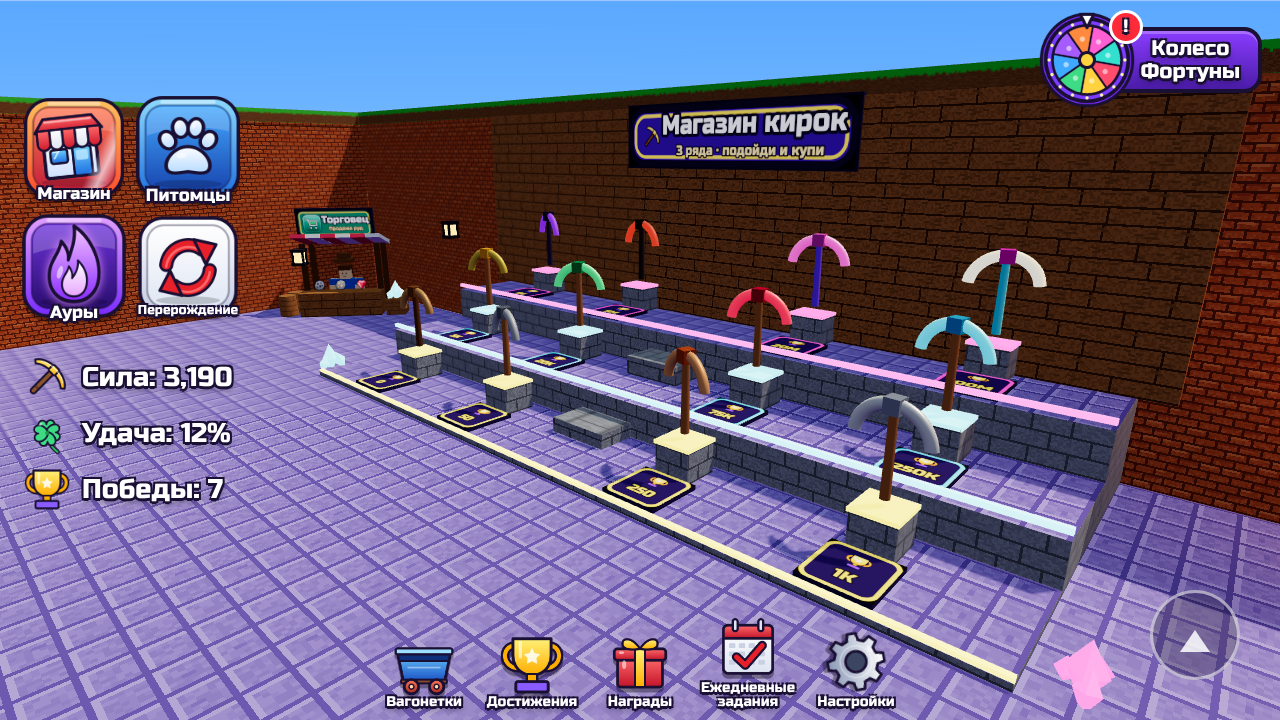 Колесо
Фортуны
!
Магазин кирок
3 ряда · подойди и купи
Магазин
Питомцы
Ауры
Перерождение
Торговец
Сила: 3,190
Удача: 12%
Победы: 7
75K
250K
250
1K
Вагонетки
Достижения
Награды
Ежедневные
задания
Настройки